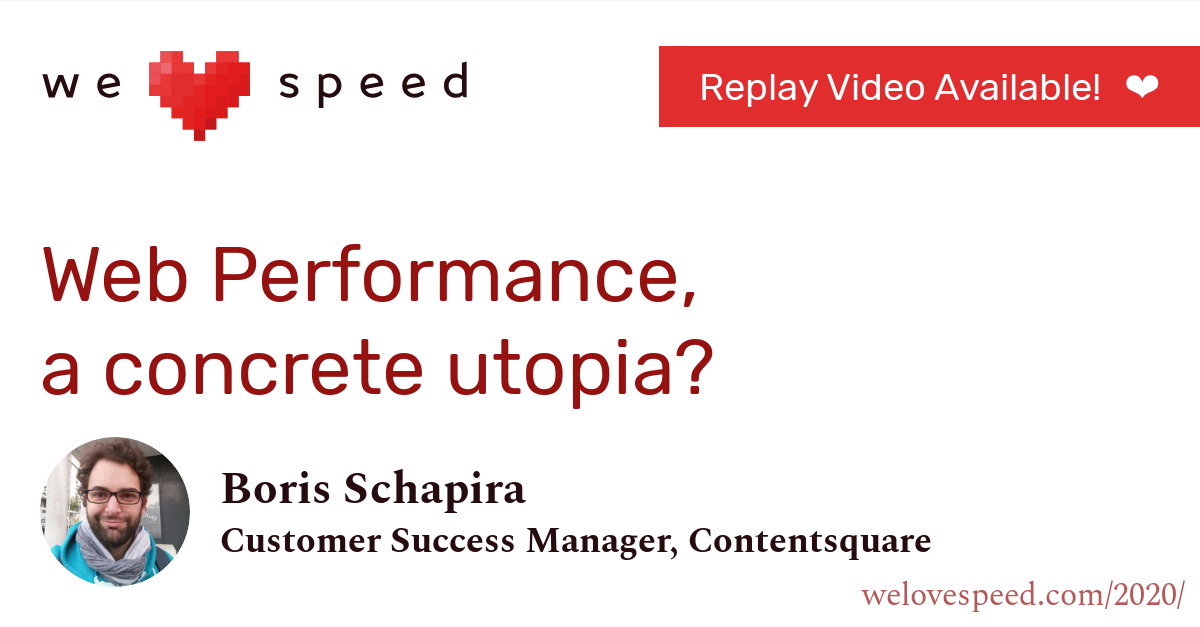 we speed
Replay Video Available! ❤
Web Performance,
a concrete utopia?
Boris Schapira
Customer Success Manager, Contentsquare
welovespeed.com/2020/